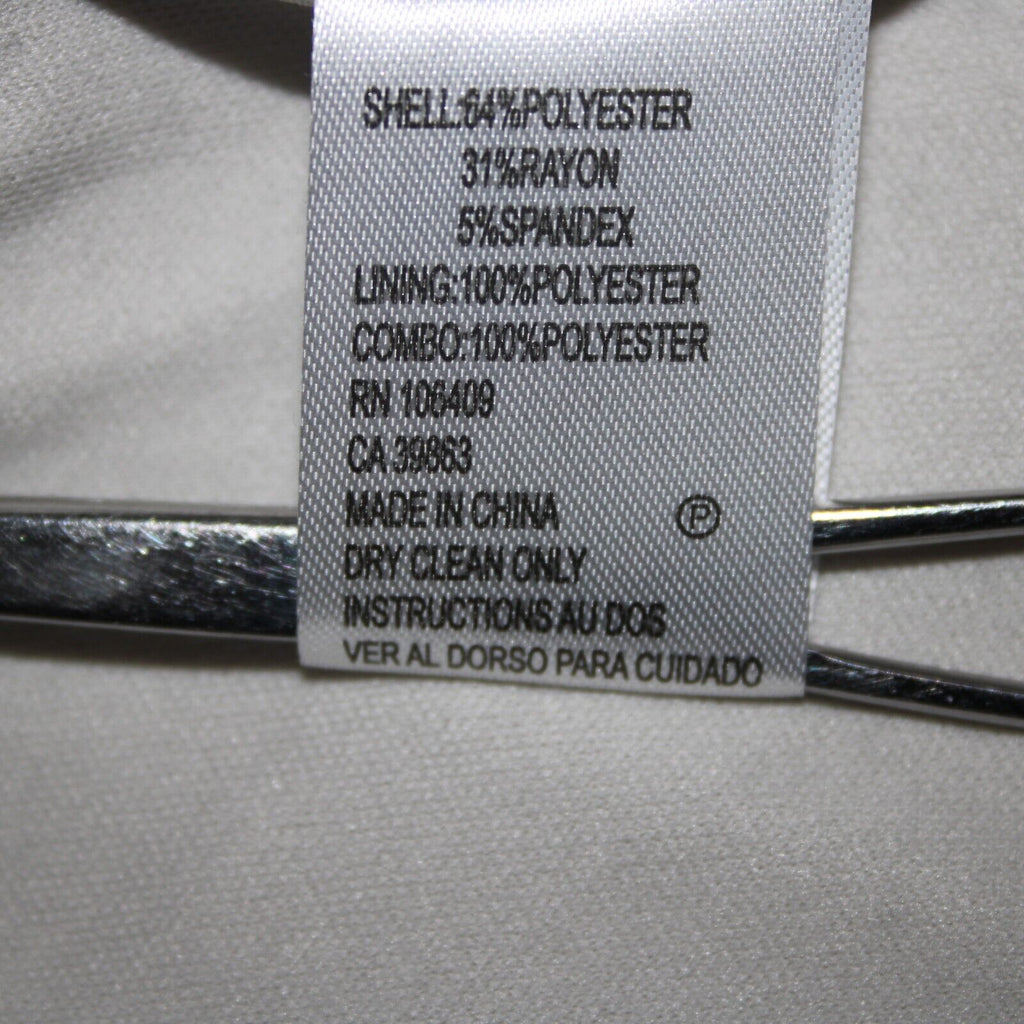 SHELL:64%POLYESTER
31%RAYON
5%SPANDEX
LINING:100%POLYESTER
COMBO:100%POLYESTER
RN 106409
CA 39863
MADE IN CHINA
P
DRY CLEAN ONLY
INSTRUCTIONS AU DOS
VER AL DORSO PARA CUIDADO